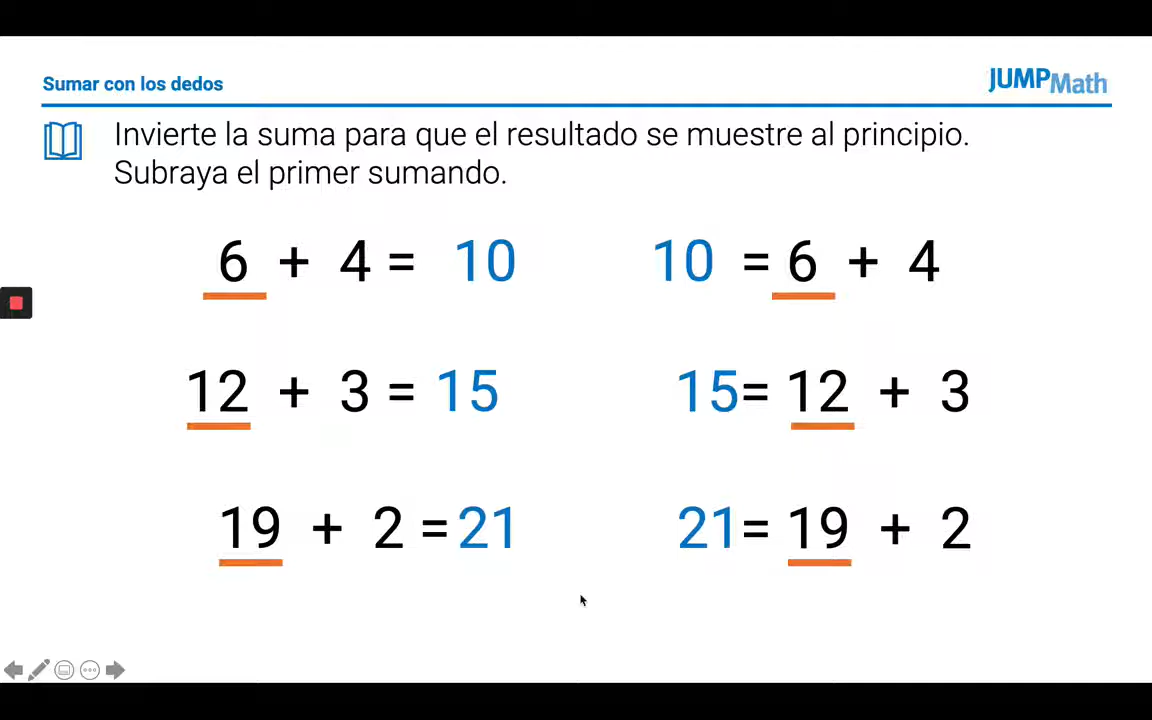 Sumar con los dedos
JUMPMath
Invierte la suma para que el resultado se muestre al principio.
Subraya el primer sumando.
6 + 4 = 10
10 = 6 + 4
12 + 3 = 15
15= 12 + 3
19 + 2 =21
21= 19 + 2